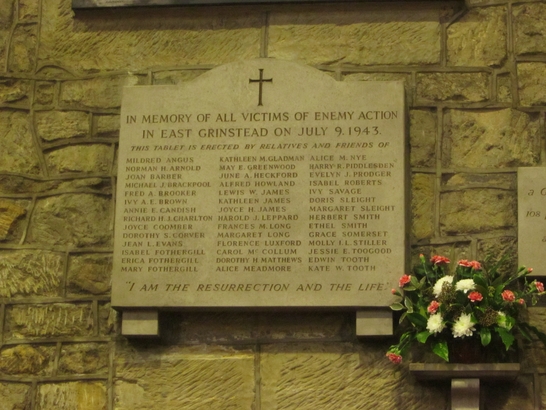 IN MEMORY OF ALL VICTIMS OF ENEMY ACTION
IN EAST GRINSTEAD ON JULY 9, 1943.
THIS TABLET IS ERECTED BY RELATIVES AND FRIENDS OF
MILDRED ANGUS
NORMAN H. ARNOLD
JOAN BARBER
MICHAEL J. BRACKPOOL
FRED A. BROOKER
IVY A.E. BROWN
ANNIE E. CANDISH
RICHARD H.J. CHARLTON
JOYCE COOMBER
DOROTHY S. CORVER
JEAN L. EVANS
ISABEL FOTHERGILL
ERICA FOTHERGILL
MARY FOTHERGILL
KATHLEEN M. GLADMAN
MAY E. GREENWOOD
JUNE A. HECKFORD
ALFRED HOWLAND
LEWIS W. JAMES
KATHLEEN JAMES
JOYCE H. JAMES
HAROLD J. LEPPARD
FRANCES M. LONG
MARGARET LONG
FLORENCE LUXFORD
CAROL M'CCOLLUM
DOROTHY H. MATTHEWS
ALICE MEADMORE
ALICE M. NYE
HARRY R. PIDDLESDEN
EVELYN J. PRODGER
ISABEL ROBERTS
IVY SAVAGE
DORIS SLEIGHT
MARGARET SLEIGHT
HERBERT SMITH
ETHEL SMITH
GRACE SOMERSET
MOLLY I.L. STILLER
JESSIE E. TOOGOOD
EDWIN TOOTH
KATE W. TOOTH
"I AM THE RESURRECTION AND THE LIFE."